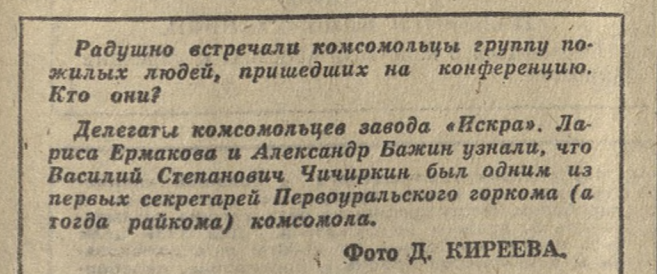 Радушно встречали комсомольцы группу по-
жилых людей, пришедших на конференцию.
Кто они?
Делегаты комсомольцев завода «Искра». Ла-
риса Ермакова и Александр Бажин узнали, что
Василий Степанович Чичиркин был одним из
первых секретарей Первоуральского горкома (а
тогда райкома) комсомола.
Фото Д. КИРЕЕВА.